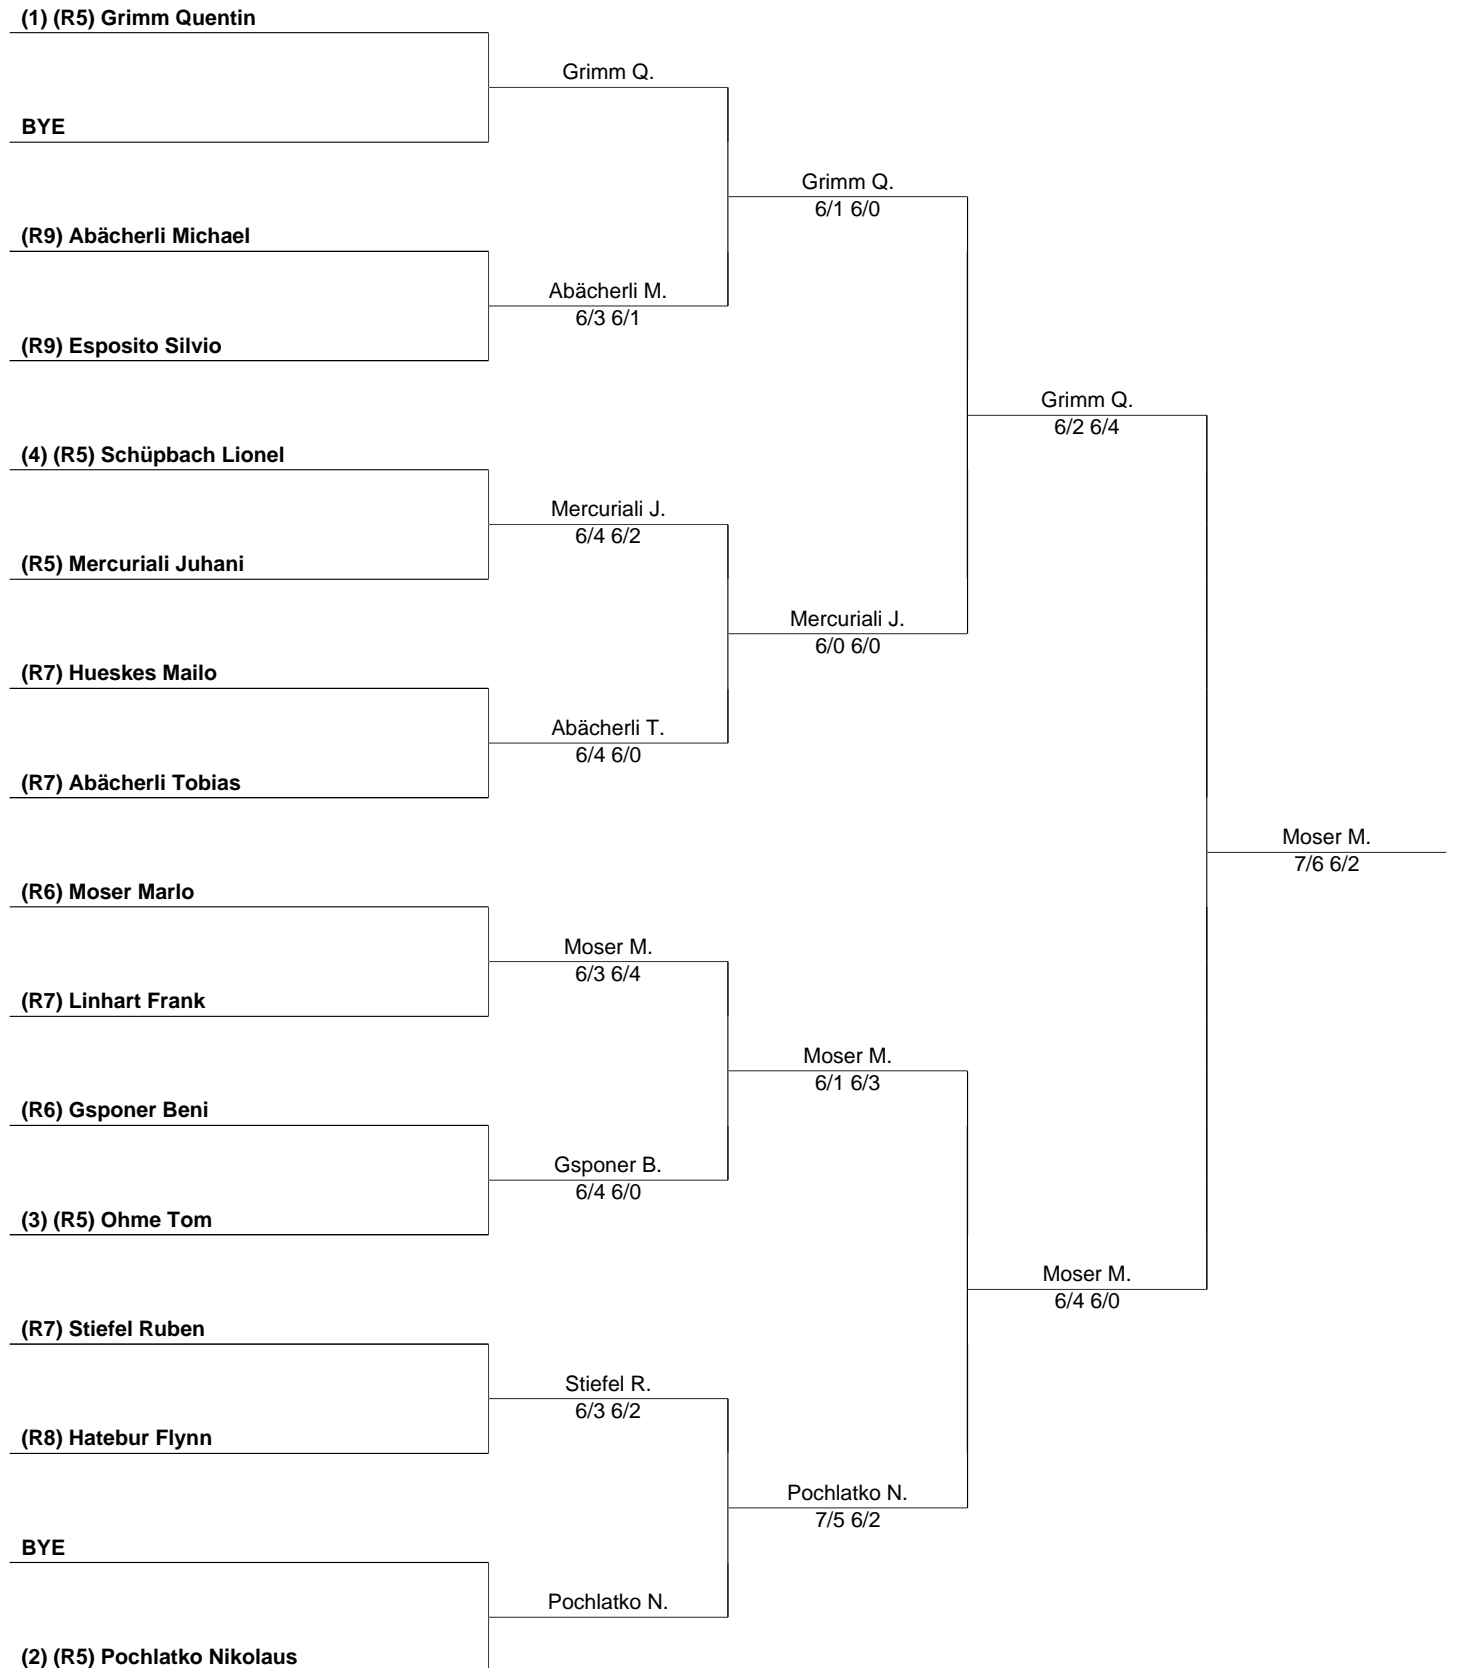 (1) (R5) Grimm Quentin
Grimm Q.
BYE
Grimm Q.
6/1 6/0
(R9) Abächerli Michael
Abächerli M.
6/3 6/1
(R9) Esposito Silvio
Grimm Q.
6/2 6/4
(4) (R5) Schüpbach Lionel
Mercuriali J.
6/4 6/2
(R5) Mercuriali Juhani
Mercuriali J.
6/0 6/0
(R7) Hueskes Mailo
Abächerli T.
6/4 6/0
(R7) Abächerli Tobias
Moser M.
7/6 6/2
(R6) Moser Marlo
Moser M.
6/3 6/4
(R7) Linhart Frank
Moser M.
6/1 6/3
(R6) Gsponer Beni
Gsponer B.
6/4 6/0
(3) (R5) Ohme Tom
Moser M.
6/4 6/0
(R7) Stiefel Ruben
Stiefel R.
6/3 6/2
(R8) Hatebur Flynn
Pochlatko N.
7/5 6/2
BYE
Pochlatko N.
(2) (R5) Pochlatko Nikolaus